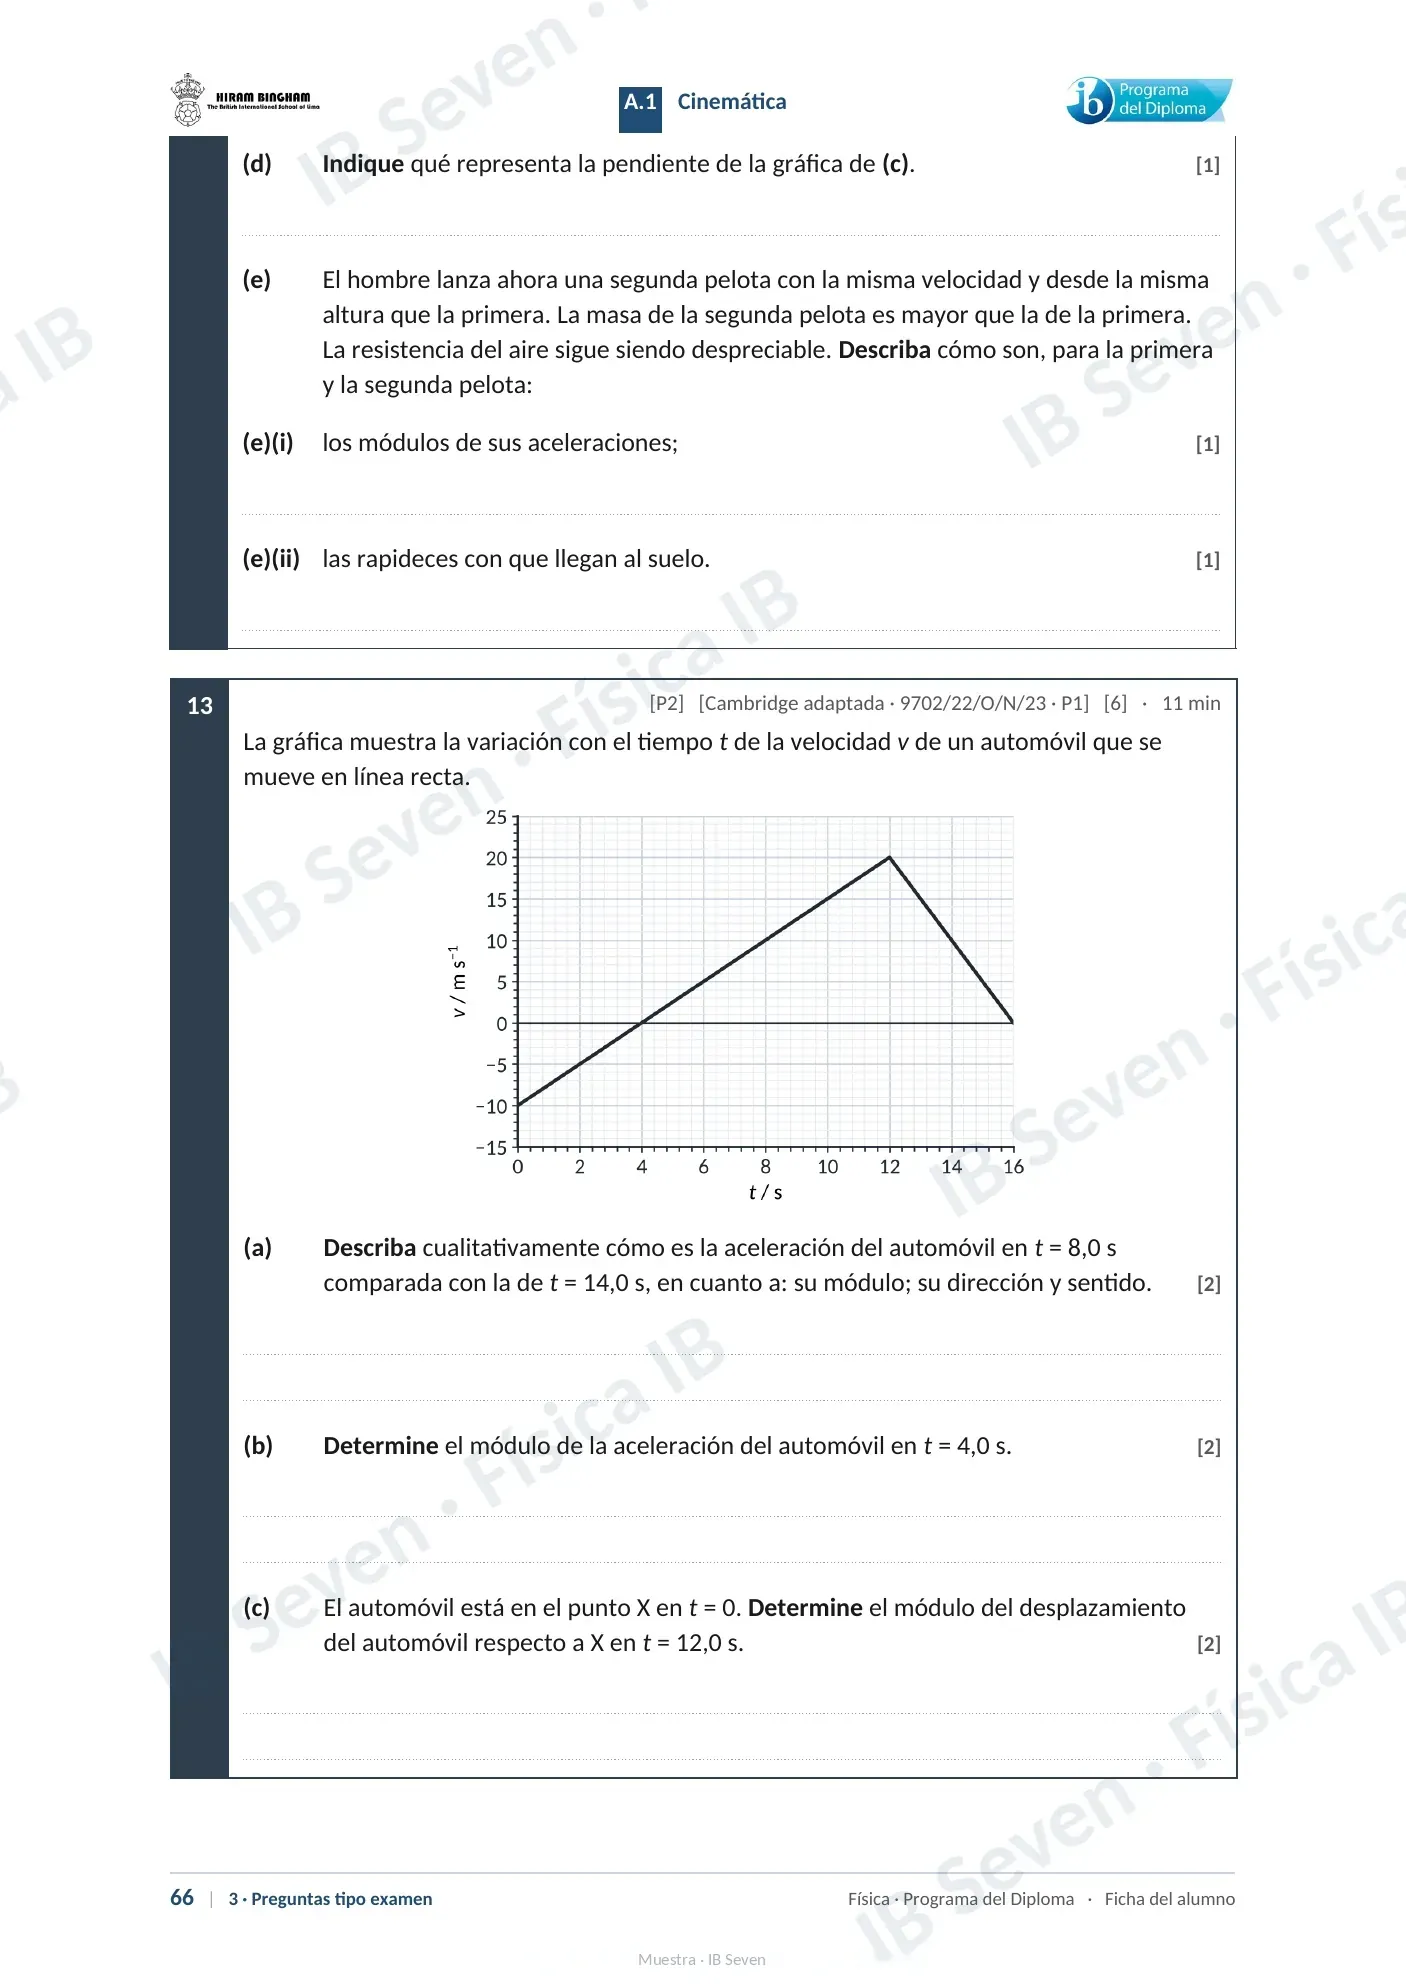 HIRAM BINGHAM
The British International School of Lima
A.1 Cinemática
ib Programa
del Diploma
(d) Indique qué representa la pendiente de la gráfica de (c). [1]
(e) El hombre lanza ahora una segunda pelota con la misma velocidad y desde la misma
altura que la primera. La masa de la segunda pelota es mayor que la de la primera.
La resistencia del aire sigue siendo despreciable. Describa cómo son, para la primera
y la segunda pelota:
(e)(i) los módulos de sus aceleraciones; [1]
(e)(ii) las rapideces con que llegan al suelo. [1]
13 [P2] [Cambridge adaptada · 9702/22/O/N/23 · P1] [6] · 11 min
La gráfica muestra la variación con el tiempo t de la velocidad v de un automóvil que se
mueve en línea recta.
25
20
15
10
5
0
−5
−10
−15
v / m s⁻¹
0 2 4 6 8 10 12 14 16
t / s
(a) Describa cualitativamente cómo es la aceleración del automóvil en t = 8,0 s
comparada con la de t = 14,0 s, en cuanto a: su módulo; su dirección y sentido. [2]
(b) Determine el módulo de la aceleración del automóvil en t = 4,0 s. [2]
(c) El automóvil está en el punto X en t = 0. Determine el módulo del desplazamiento
del automóvil respecto a X en t = 12,0 s. [2]
66 | 3 · Preguntas tipo examen
Física · Programa del Diploma · Ficha del alumno
Muestra · IB Seven
IB Seven · Física IB